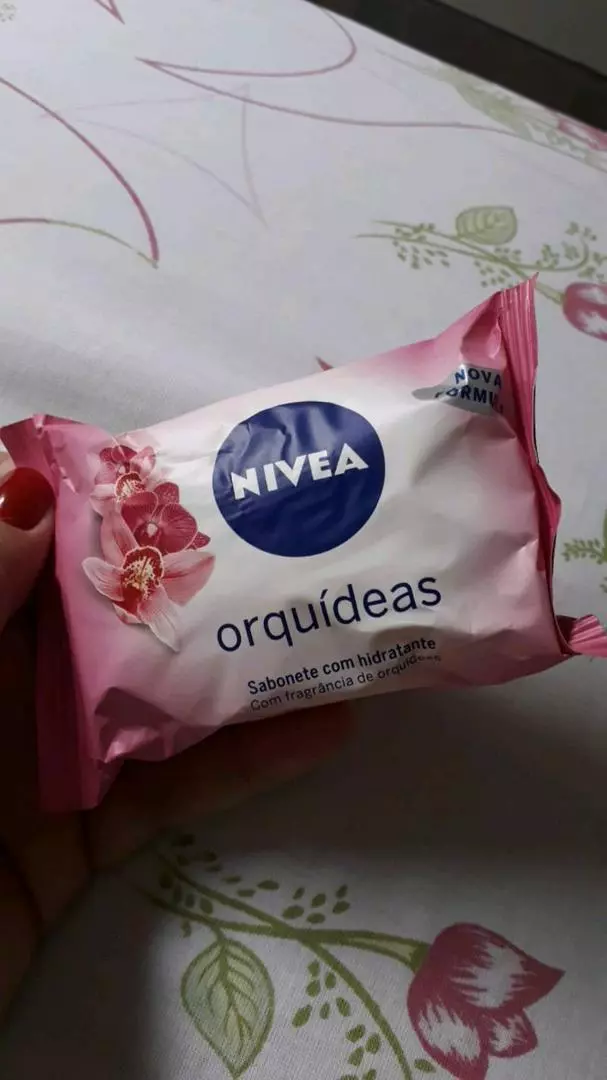 NOVA
FÓRMULA
NIVEA
orquídeas
Sabonete com hidratante
Com fragrância de orquídeas